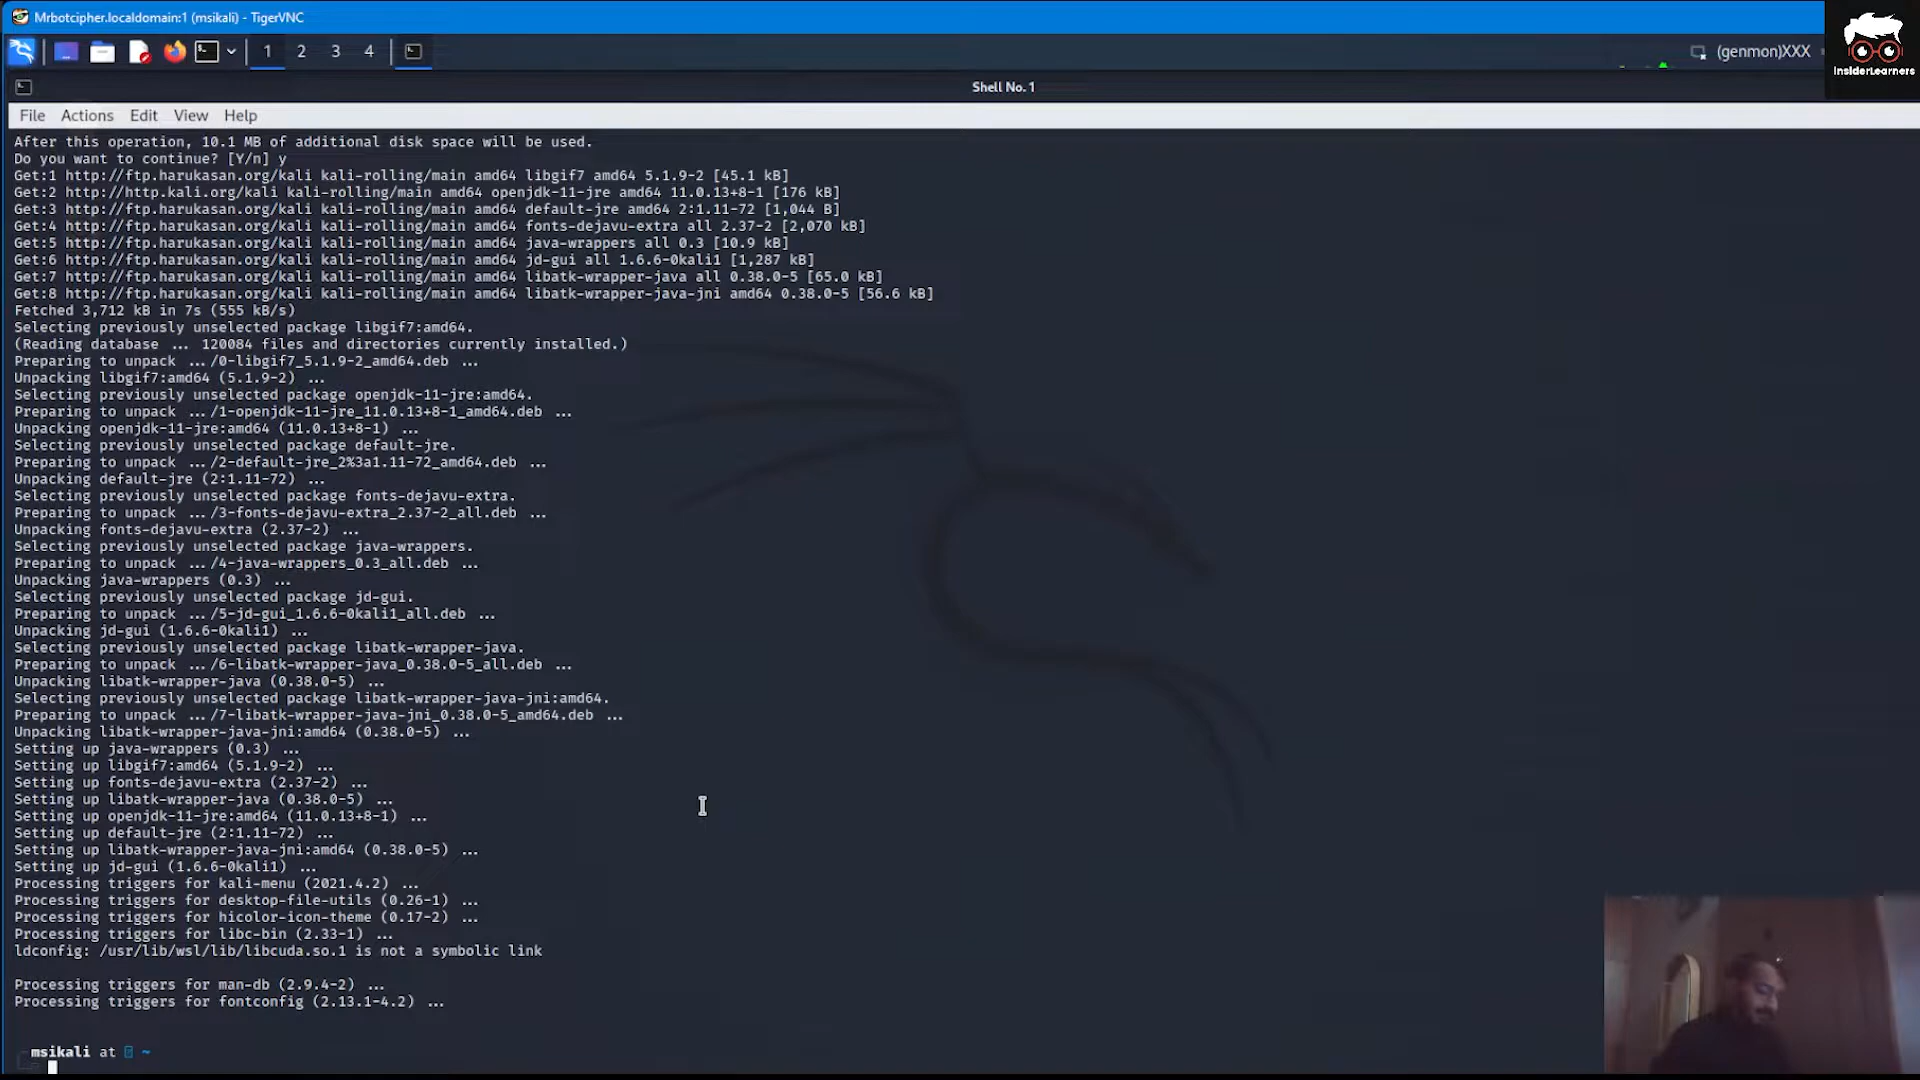 Mrbotcipher.localdomain:1 (msikali) - TigerVNC
1 2 3 4
(genmon)XXX
InsiderLearners
Shell No. 1
File Actions Edit View Help
After this operation, 10.1 MB of additional disk space will be used.
Do you want to continue? [Y/n] y
Get:1 http://ftp.harukasan.org/kali kali-rolling/main amd64 libgif7 amd64 5.1.9-2 [45.1 kB]
Get:2 http://http.kali.org/kali kali-rolling/main amd64 openjdk-11-jre amd64 11.0.13+8-1 [176 kB]
Get:3 http://ftp.harukasan.org/kali kali-rolling/main amd64 default-jre amd64 2:1.11-72 [1,044 B]
Get:4 http://ftp.harukasan.org/kali kali-rolling/main amd64 fonts-dejavu-extra all 2.37-2 [2,070 kB]
Get:5 http://ftp.harukasan.org/kali kali-rolling/main amd64 java-wrappers all 0.3 [10.9 kB]
Get:6 http://ftp.harukasan.org/kali kali-rolling/main amd64 jd-gui all 1.6.6-0kali1 [1,287 kB]
Get:7 http://ftp.harukasan.org/kali kali-rolling/main amd64 libatk-wrapper-java all 0.38.0-5 [65.0 kB]
Get:8 http://ftp.harukasan.org/kali kali-rolling/main amd64 libatk-wrapper-java-jni amd64 0.38.0-5 [56.6 kB]
Fetched 3,712 kB in 7s (555 kB/s)
Selecting previously unselected package libgif7:amd64.
(Reading database ... 120084 files and directories currently installed.)
Preparing to unpack .../0-libgif7_5.1.9-2_amd64.deb ...
Unpacking libgif7:amd64 (5.1.9-2) ...
Selecting previously unselected package openjdk-11-jre:amd64.
Preparing to unpack .../1-openjdk-11-jre_11.0.13+8-1_amd64.deb ...
Unpacking openjdk-11-jre:amd64 (11.0.13+8-1) ...
Selecting previously unselected package default-jre.
Preparing to unpack .../2-default-jre_2%3a1.11-72_amd64.deb ...
Unpacking default-jre (2:1.11-72) ...
Selecting previously unselected package fonts-dejavu-extra.
Preparing to unpack .../3-fonts-dejavu-extra_2.37-2_all.deb ...
Unpacking fonts-dejavu-extra (2.37-2) ...
Selecting previously unselected package java-wrappers.
Preparing to unpack .../4-java-wrappers_0.3_all.deb ...
Unpacking java-wrappers (0.3) ...
Selecting previously unselected package jd-gui.
Preparing to unpack .../5-jd-gui_1.6.6-0kali1_all.deb ...
Unpacking jd-gui (1.6.6-0kali1) ...
Selecting previously unselected package libatk-wrapper-java.
Preparing to unpack .../6-libatk-wrapper-java_0.38.0-5_all.deb ...
Unpacking libatk-wrapper-java (0.38.0-5) ...
Selecting previously unselected package libatk-wrapper-java-jni:amd64.
Preparing to unpack .../7-libatk-wrapper-java-jni_0.38.0-5_amd64.deb ...
Unpacking libatk-wrapper-java-jni:amd64 (0.38.0-5) ...
Setting up java-wrappers (0.3) ...
Setting up libgif7:amd64 (5.1.9-2) ...
Setting up fonts-dejavu-extra (2.37-2) ...
Setting up libatk-wrapper-java (0.38.0-5) ...
Setting up openjdk-11-jre:amd64 (11.0.13+8-1) ...
Setting up default-jre (2:1.11-72) ...
Setting up libatk-wrapper-java-jni:amd64 (0.38.0-5) ...
Setting up jd-gui (1.6.6-0kali1) ...
Processing triggers for kali-menu (2021.4.2) ...
Processing triggers for desktop-file-utils (0.26-1) ...
Processing triggers for hicolor-icon-theme (0.17-2) ...
Processing triggers for libc-bin (2.33-1) ...
ldconfig: /usr/lib/wsl/lib/libcuda.so.1 is not a symbolic link
Processing triggers for man-db (2.9.4-2) ...
Processing triggers for fontconfig (2.13.1-4.2) ...
msikali at ~